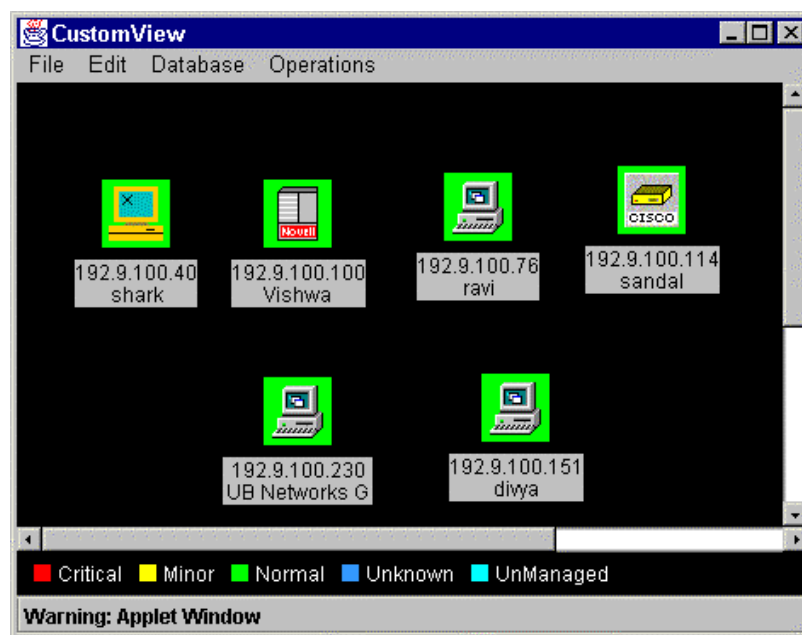 CustomView
File Edit Database Operations
Novell
CISCO
192.9.100.40
shark
192.9.100.100
Vishwa
192.9.100.76
ravi
192.9.100.114
sandal
192.9.100.230
UB Networks G
192.9.100.151
divya
Critical Minor Normal Unknown UnManaged
Warning: Applet Window